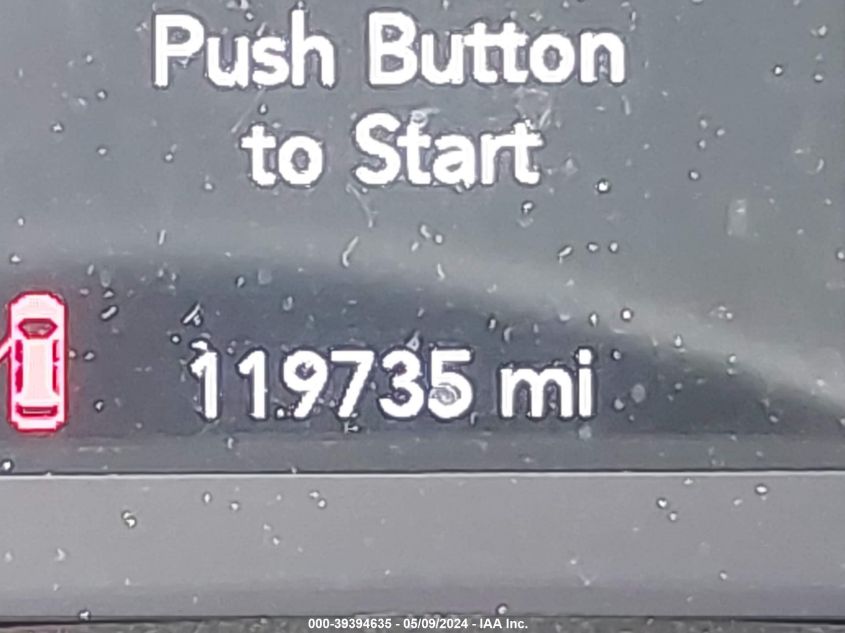 Push Button
to Start
119735 mi
000-39394635 - 05/09/2024 - IAA Inc.